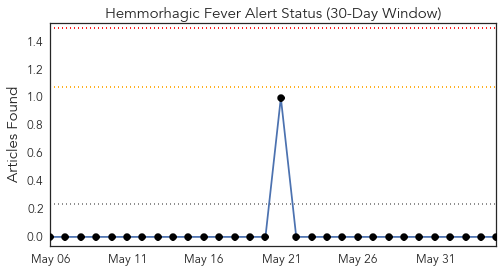 Hemmorhagic Fever Alert Status (30-Day Window)
Articles Found
1.4
1.2
1.0
0.8
0.6
0.4
0.2
0.0
May 06 May 11 May 16 May 21 May 26 May 31